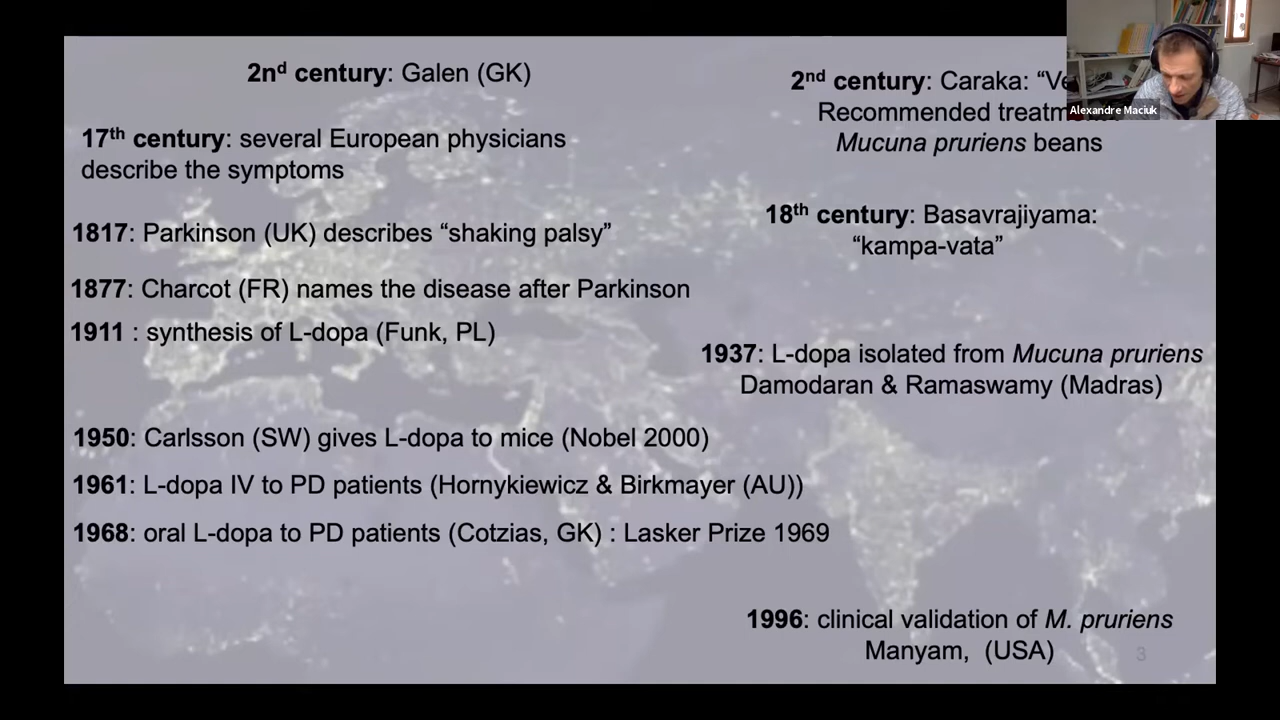 2nd century: Galen (GK)
17th century: several European physicians
describe the symptoms
1817: Parkinson (UK) describes “shaking palsy”
1877: Charcot (FR) names the disease after Parkinson
1911 : synthesis of L-dopa (Funk, PL)
1950: Carlsson (SW) gives L-dopa to mice (Nobel 2000)
1961: L-dopa IV to PD patients (Hornykiewicz & Birkmayer (AU))
1968: oral L-dopa to PD patients (Cotzias, GK) : Lasker Prize 1969
2nd century: Caraka:
Recommended
Mucuna pruriens beans
18th century: Basavrajiyama:
“kampa-vata”
1937: L-dopa isolated from Mucuna pruriens
Damodaran & Ramaswamy (Madras)
1996: clinical validation of M. pruriens
Manyam, (USA)
3
Alexandre Maciuk